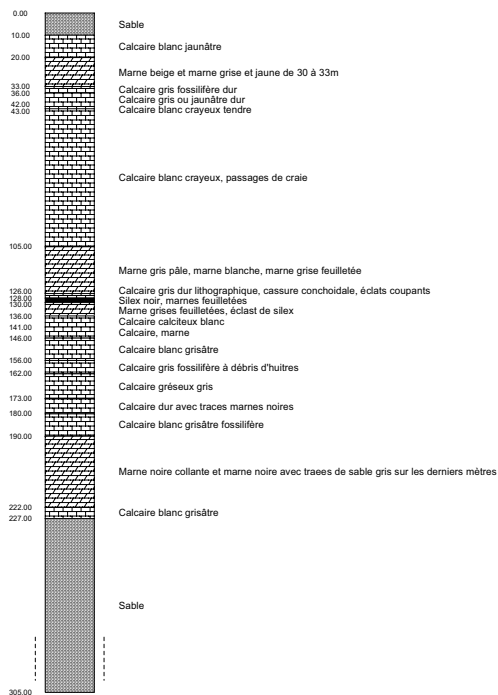 0.00
Sable
10.00
Calcaire blanc jaunâtre
20.00
Marne beige et marne grise et jaune de 30 à 33m
33.00
Calcaire gris fossilifère dur
36.00
Calcaire gris ou jaunâtre dur
42.00
Calcaire blanc crayeux tendre
43.00
Calcaire blanc crayeux, passages de craie
105.00
Marne gris pâle, marne blanche, marne grise feuilletée
126.00
Calcaire gris dur lithographique, cassure conchoidale, éclats coupants
128.00
Silex noir, marnes feuilletées
130.00
Marne grises feuilletées, éclast de silex
136.00
Calcaire calciteux blanc
141.00
Calcaire, marne
146.00
Calcaire blanc grisâtre
156.00
Calcaire gris fossilifère à débris d'huitres
162.00
Calcaire gréseux gris
173.00
Calcaire dur avec traces marnes noires
180.00
Calcaire blanc grisâtre fossilifère
190.00
Marne noire collante et marne noire avec traees de sable gris sur les derniers mètres
222.00
Calcaire blanc grisâtre
227.00
Sable
305.00